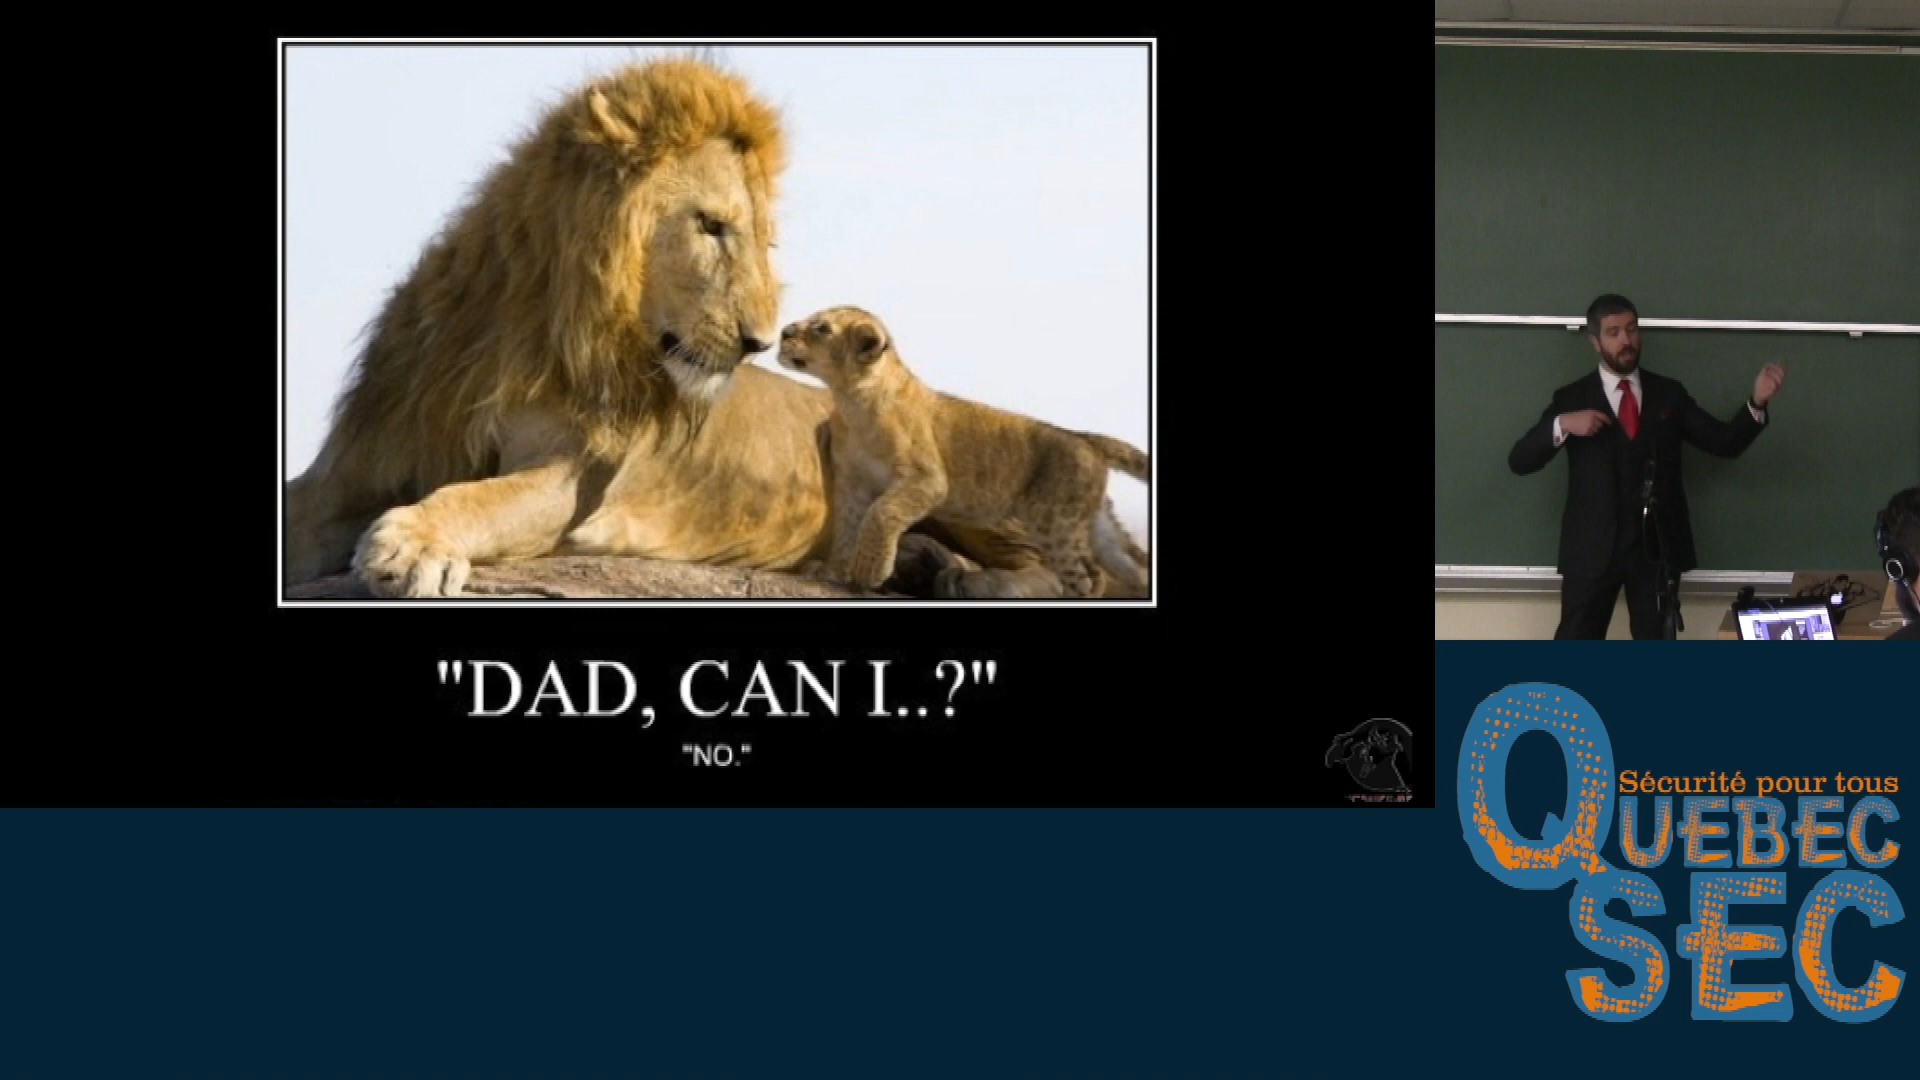 "DAD, CAN I..?"
"NO."
Sécurité pour tous
QUEBEC
SEC